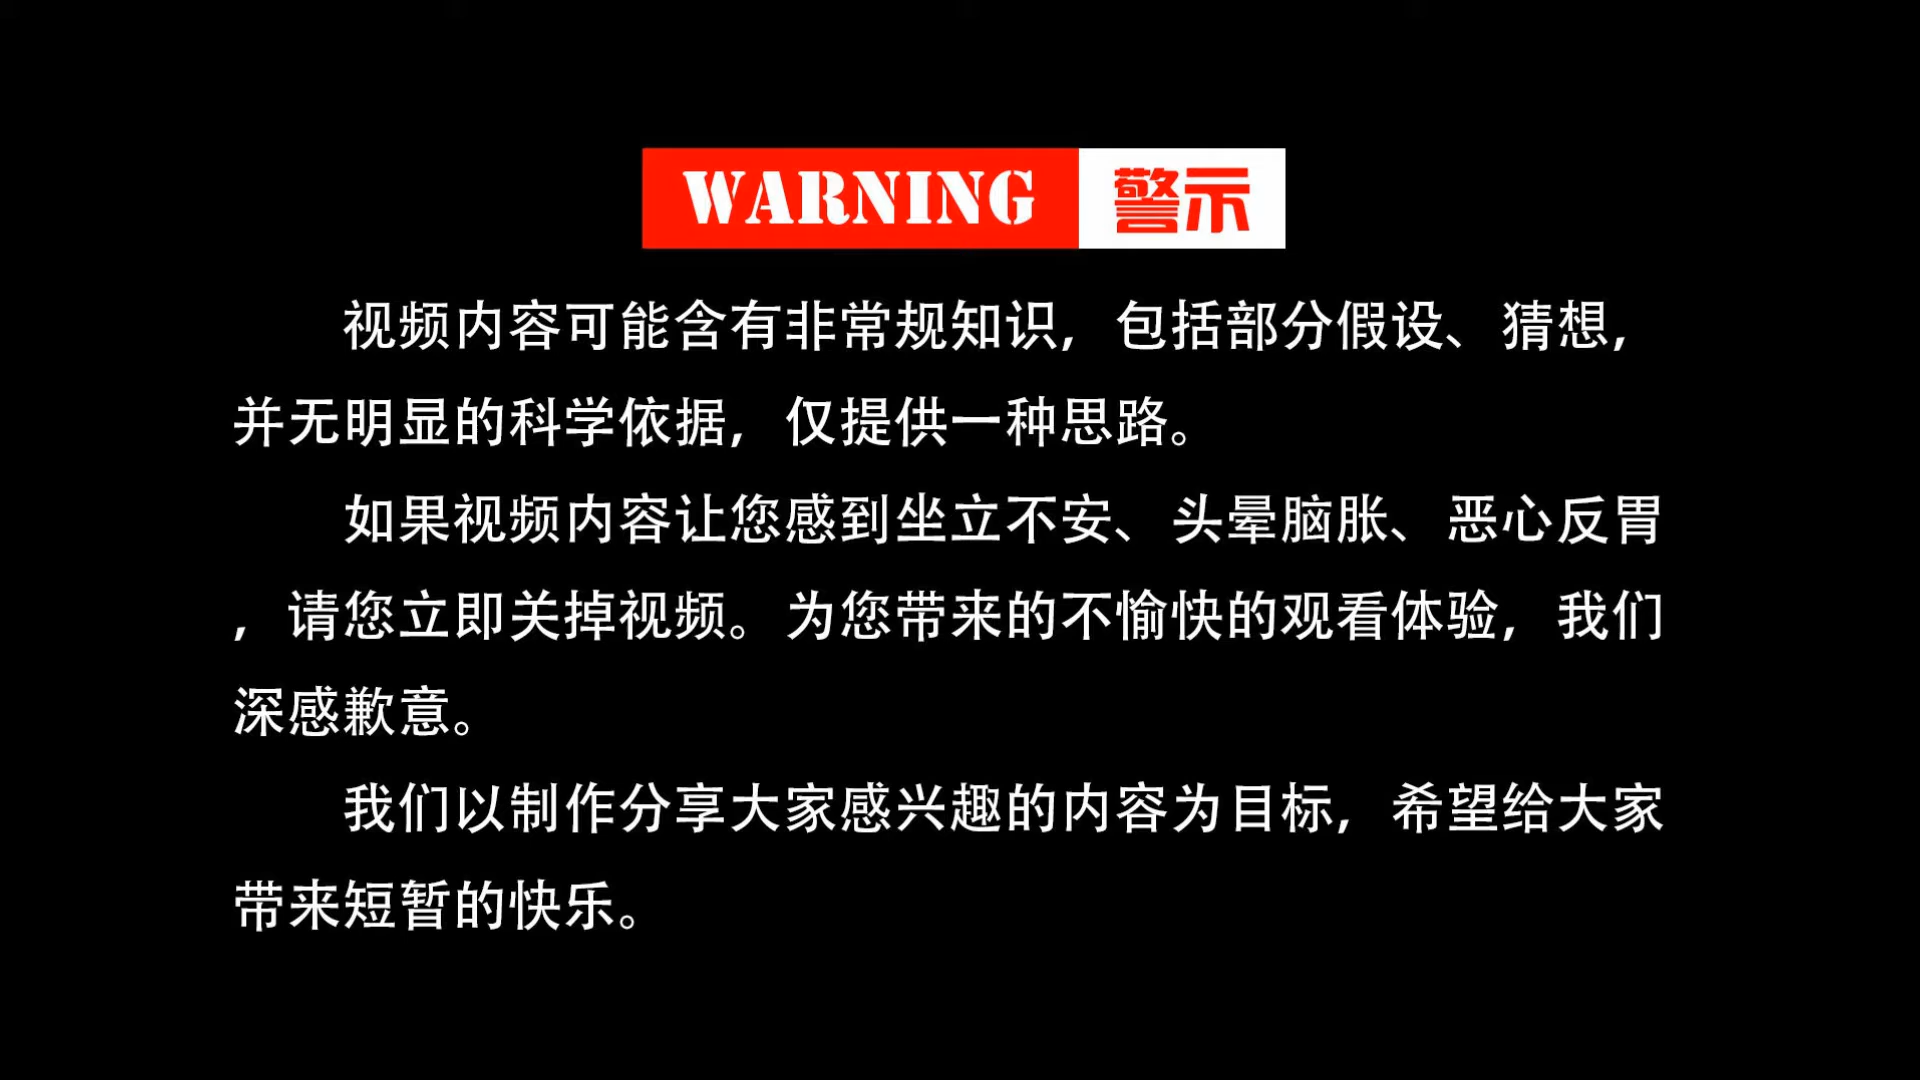 WARNING 警示
视频内容可能含有非常规知识，包括部分假设、猜想，
并无明显的科学依据，仅提供一种思路。
如果视频内容让您感到坐立不安、头晕脑胀、恶心反胃
，请您立即关掉视频。为您带来的不愉快的观看体验，我们
深感歉意。
我们以制作分享大家感兴趣的内容为目标，希望给大家
带来短暂的快乐。